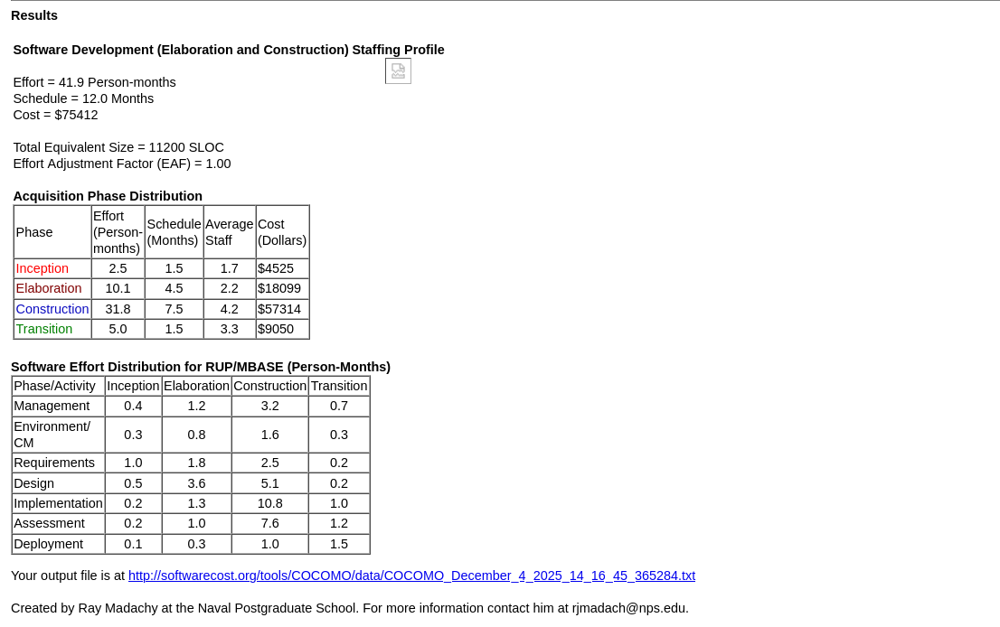 Results
Software Development (Elaboration and Construction) Staffing Profile
Effort = 41.9 Person-months
Schedule = 12.0 Months
Cost = $75412
Total Equivalent Size = 11200 SLOC
Effort Adjustment Factor (EAF) = 1.00
Acquisition Phase Distribution
Phase Effort (Person-months) Schedule (Months) Average Staff Cost (Dollars)
Inception 2.5 1.5 1.7 $4525
Elaboration 10.1 4.5 2.2 $18099
Construction 31.8 7.5 4.2 $57314
Transition 5.0 1.5 3.3 $9050
Software Effort Distribution for RUP/MBASE (Person-Months)
Phase/Activity Inception Elaboration Construction Transition
Management 0.4 1.2 3.2 0.7
Environment/CM 0.3 0.8 1.6 0.3
Requirements 1.0 1.8 2.5 0.2
Design 0.5 3.6 5.1 0.2
Implementation 0.2 1.3 10.8 1.0
Assessment 0.2 1.0 7.6 1.2
Deployment 0.1 0.3 1.0 1.5
Your output file is at http://softwarecost.org/tools/COCOMO/data/COCOMO_December_4_2025_14_16_45_365284.txt
Created by Ray Madachy at the Naval Postgraduate School. For more information contact him at rjmadach@nps.edu.